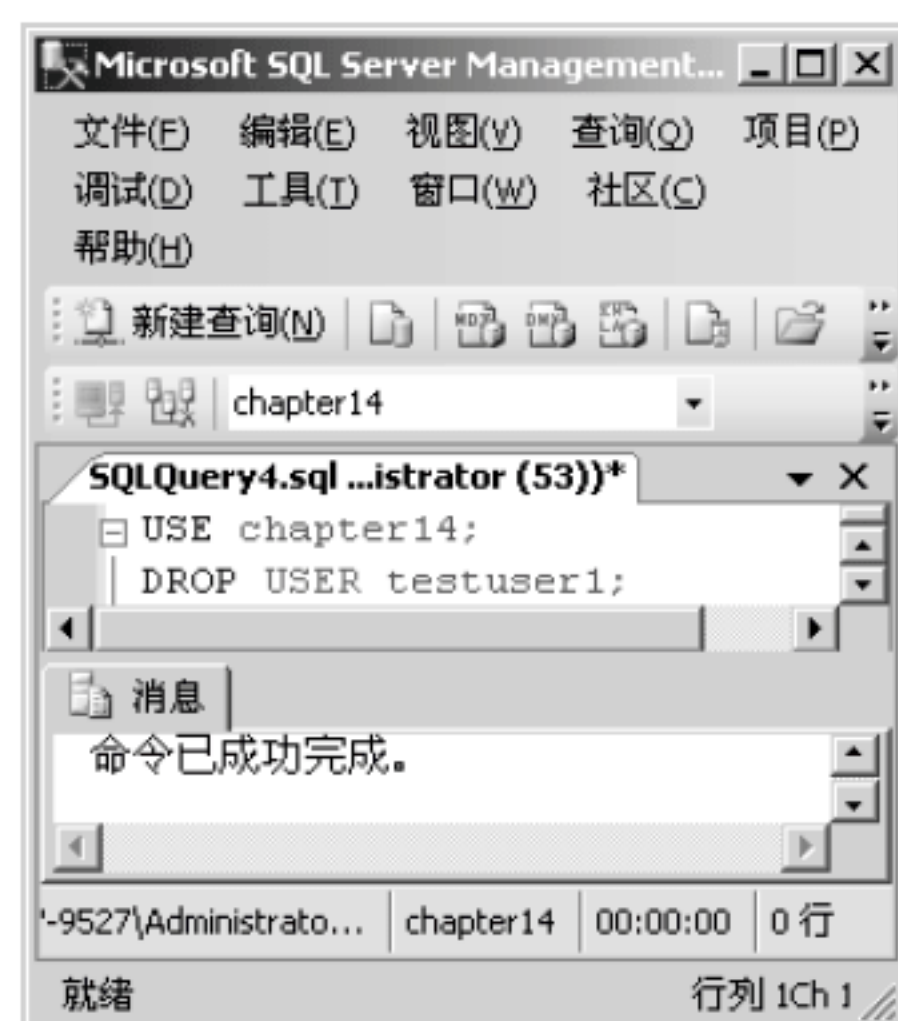 Microsoft SQL Server Management...
文件(F) 编辑(E) 视图(V) 查询(Q) 项目(P)
调试(D) 工具(T) 窗口(W) 社区(C)
帮助(H)
新建查询(N)
chapter14
SQLQuery4.sql ...istrator (53))*
USE chapter14;
DROP USER testuser1;
消息
命令已成功完成。
'-9527\Administrato... chapter14 00:00:00 0 行
就绪 行列 1Ch 1